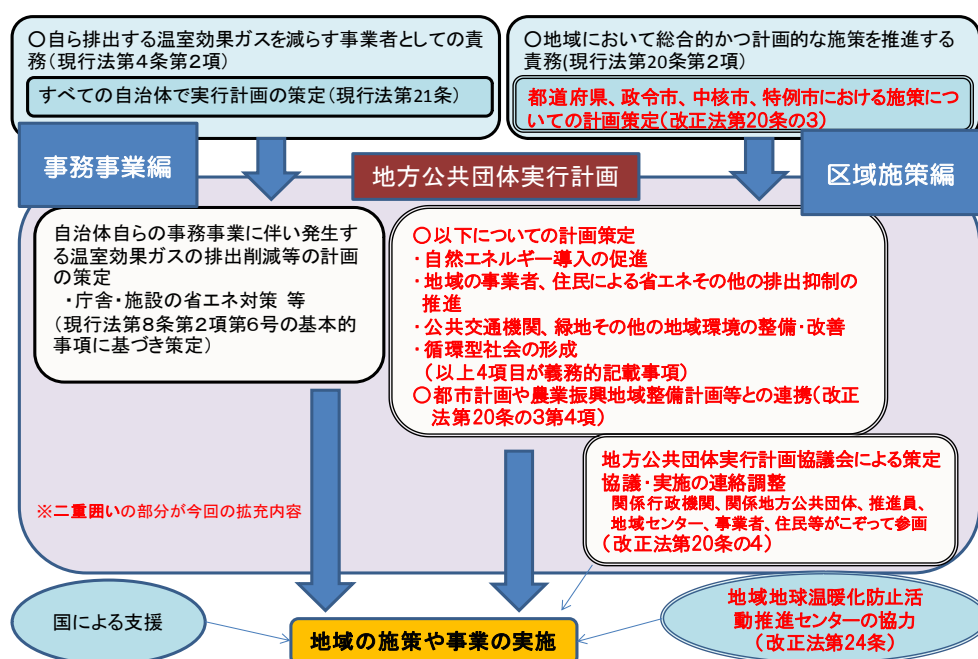 〇自ら排出する温室効果ガスを減らす事業者としての責
務(現行法第4条第2項)
すべての自治体で実行計画の策定(現行法第21条)
〇地域において総合的かつ計画的な施策を推進する
責務(現行法第20条第2項)
都道府県、政令市、中核市、特例市における施策につ
いての計画策定(改正法第20条の3)
事務事業編
地方公共団体実行計画
区域施策編
自治体自らの事務事業に伴い発生す
る温室効果ガスの排出削減等の計画
の策定
・庁舎・施設の省エネ対策 等
(現行法第8条第2項第6号の基本的
事項に基づき策定)
〇以下についての計画策定
・自然エネルギー導入の促進
・地域の事業者、住民による省エネその他の排出抑制の
推進
・公共交通機関、緑地その他の地域環境の整備・改善
・循環型社会の形成
(以上4項目が義務的記載事項)
〇都市計画や農業振興地域整備計画等との連携(改正
法第20条の3第4項)
地方公共団体実行計画協議会による策定
協議・実施の連絡調整
関係行政機関、関係地方公共団体、推進員、
地域センター、事業者、住民等がこぞって参画
(改正法第20条の4)
※二重囲いの部分が今回の拡充内容
国による支援
地域の施策や事業の実施
地域地球温暖化防止活
動推進センターの協力
(改正法第24条)